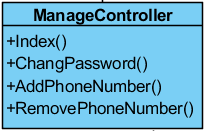 ManageController
+Index()
+ChangPassword()
+AddPhoneNumber()
+RemovePhoneNumber()